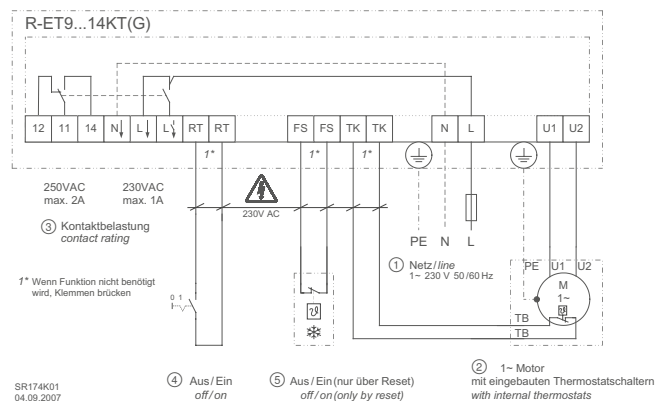 R-ET9...14KT(G)
12 11 14 N L L RT RT FS FS TK TK N L U1 U2
1* 1* 1*
250VAC
max. 2A
230VAC
max. 1A
230V AC
③ Kontaktbelastung
contact rating
PE N L
① Netz/line
1~ 230 V 50/60 Hz
PE U1 U2
M
1~
ϑ
TB
TB
1* Wenn Funktion nicht benötigt
wird, Klemmen brücken
0 1
ϑ
④ Aus/Ein
off/on
⑤ Aus/Ein (nur über Reset)
off/on (only by reset)
② 1~ Motor
mit eingebauten Thermostatschaltern
with internal thermostats
SR174K01
04.09.2007